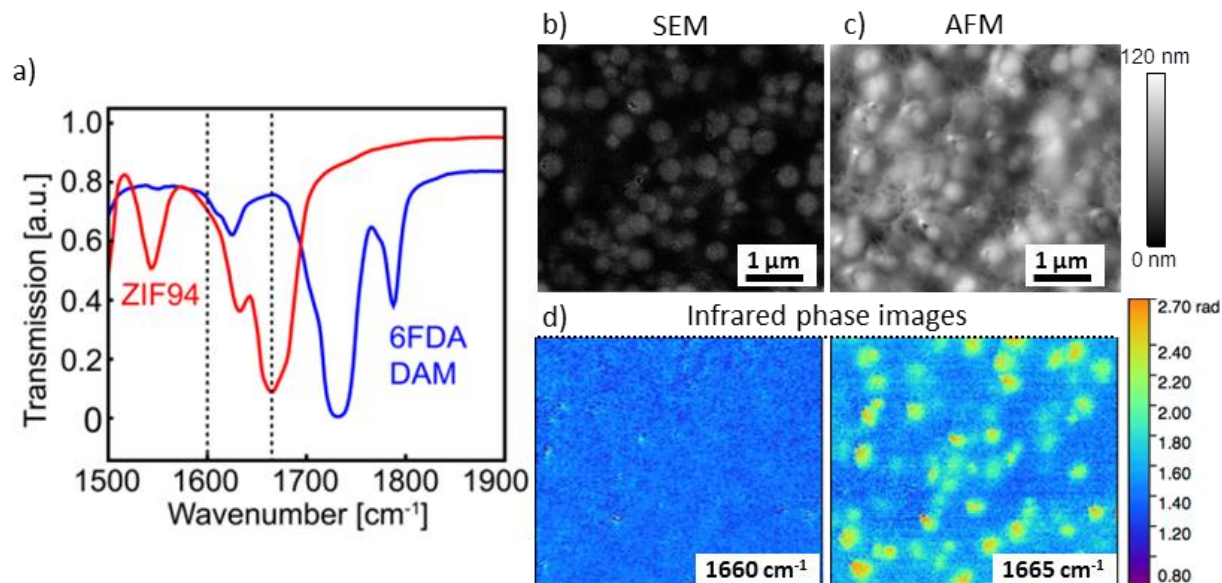 a)
1.0
0.8
0.6
0.4
0.2
0
Transmission [a.u.]
ZIF94
6FDA
DAM
1500 1600 1700 1800 1900
Wavenumber [cm⁻¹]
b) SEM
1 µm
c) AFM
1 µm
120 nm
0 nm
d) Infrared phase images
1660 cm⁻¹
1665 cm⁻¹
2.70 rad
2.40
2.20
2.00
1.80
1.60
1.40
1.20
1.00
0.80